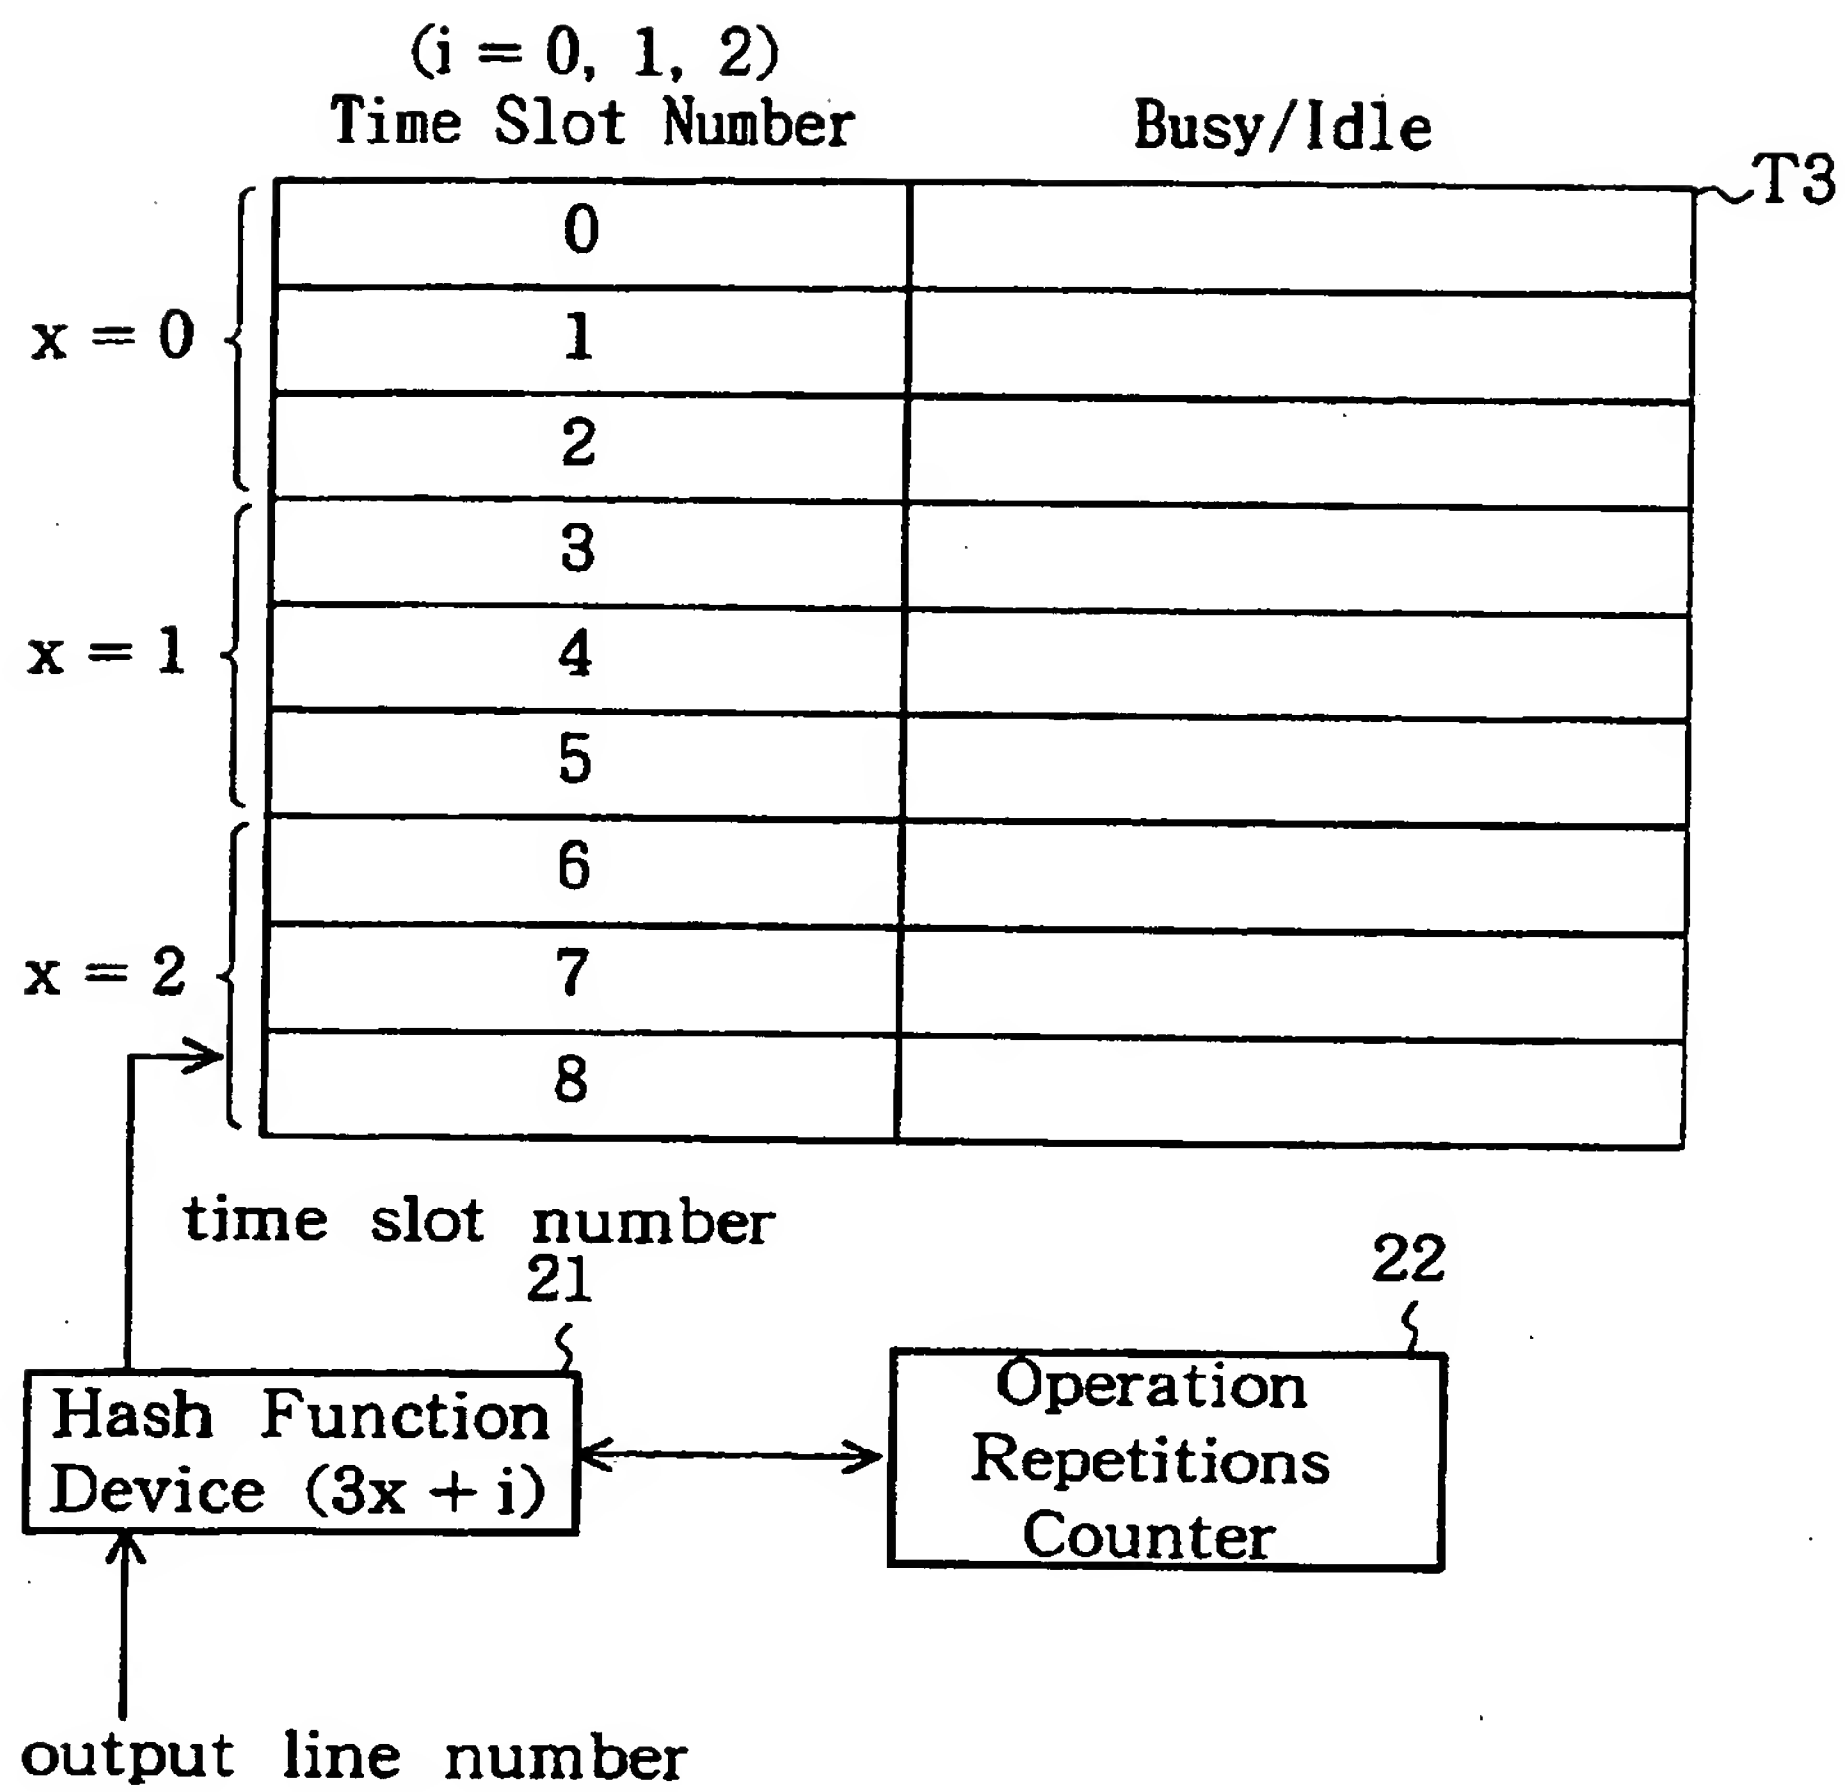 (i = 0, 1, 2)
Time Slot Number
Busy/Idle
T3
0
x = 0
1
2
3
x = 1
4
5
6
x = 2
7
8
time slot number
21
22
Hash Function
Device (3x + i)
Operation
Repetitions
Counter
output line number